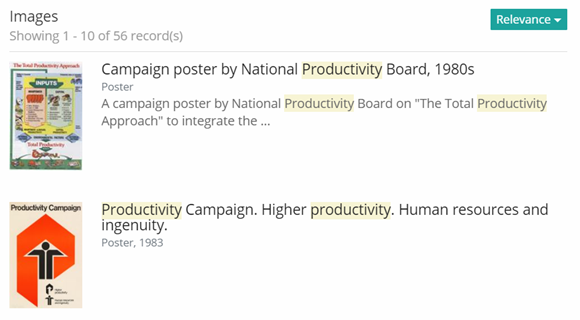 Images
Relevance
Showing 1 - 10 of 56 record(s)
The Total Productivity Approach
INPUTS
Total Productivity
Campaign poster by National Productivity Board, 1980s
Poster
A campaign poster by National Productivity Board on "The Total Productivity
Approach" to integrate the ...
Productivity Campaign
Productivity Campaign. Higher productivity. Human resources and
ingenuity.
Poster, 1983